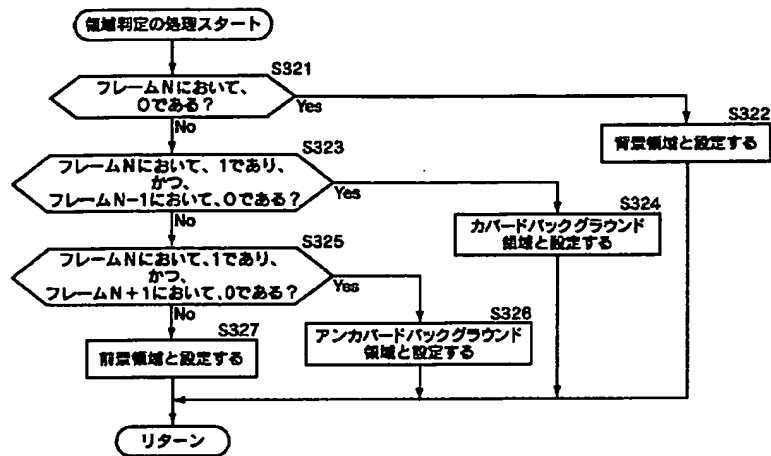 領域判定の処理スタート
S321
フレームNにおいて、
0である?
Yes
No
S322
背景領域と設定する
S323
フレームNにおいて、1であり、
かつ、
フレームN-1において、0である?
Yes
No
S324
カバードバックグラウンド
領域と設定する
S325
フレームNにおいて、1であり、
かつ、
フレームN+1において、0である?
Yes
No
S326
アンカバードバックグラウンド
領域と設定する
S327
前景領域と設定する
リターン